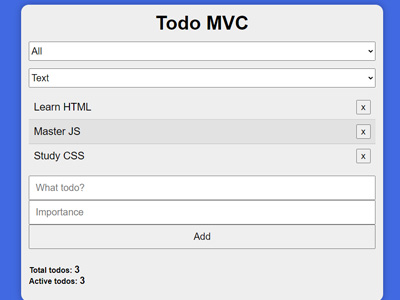 Todo MVC
All
Text
Learn HTML x
Master JS x
Study CSS x
What todo?
Importance
Add
Total todos: 3
Active todos: 3